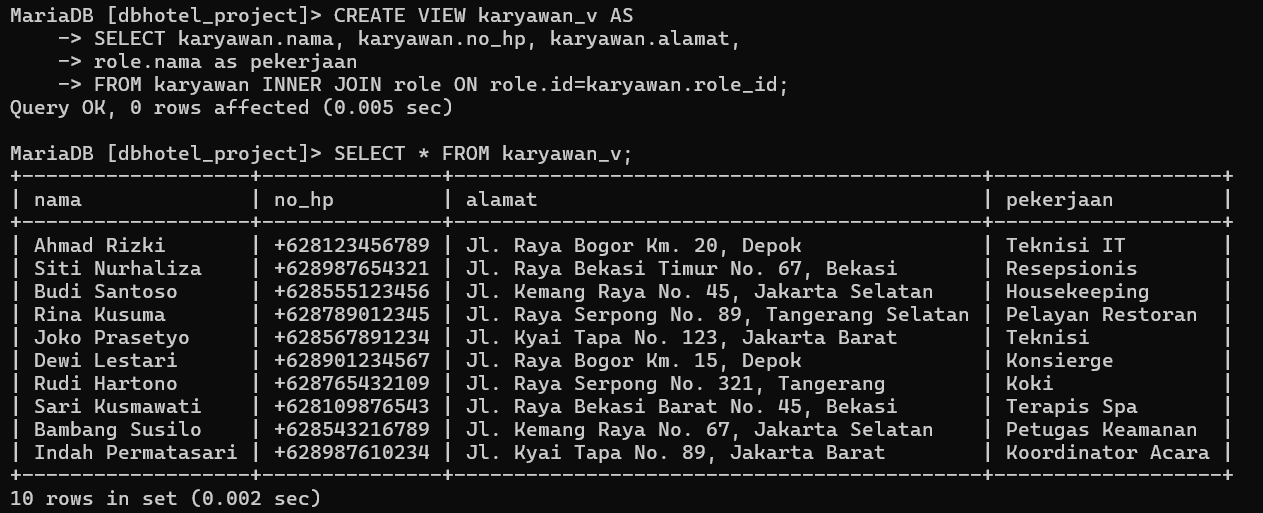 MariaDB [dbhotel_project]> CREATE VIEW karyawan_v AS
    -> SELECT karyawan.nama, karyawan.no_hp, karyawan.alamat,
    -> role.nama as pekerjaan
    -> FROM karyawan INNER JOIN role ON role.id=karyawan.role_id;
Query OK, 0 rows affected (0.005 sec)

MariaDB [dbhotel_project]> SELECT * FROM karyawan_v;
+-------------------+---------------+--------------------------------------------+-------------------+
| nama              | no_hp         | alamat                                     | pekerjaan         |
+-------------------+---------------+--------------------------------------------+-------------------+
| Ahmad Rizki       | +628123456789 | Jl. Raya Bogor Km. 20, Depok               | Teknisi IT        |
| Siti Nurhaliza    | +628987654321 | Jl. Raya Bekasi Timur No. 67, Bekasi       | Resepsionis       |
| Budi Santoso      | +628555123456 | Jl. Kemang Raya No. 45, Jakarta Selatan    | Housekeeping      |
| Rina Kusuma       | +628789012345 | Jl. Raya Serpong No. 89, Tangerang Selatan | Pelayan Restoran  |
| Joko Prasetyo     | +628567891234 | Jl. Kyai Tapa No. 123, Jakarta Barat       | Teknisi           |
| Dewi Lestari      | +628901234567 | Jl. Raya Bogor Km. 15, Depok               | Konsierge         |
| Rudi Hartono      | +628765432109 | Jl. Raya Serpong No. 321, Tangerang        | Koki              |
| Sari Kusmawati    | +628109876543 | Jl. Raya Bekasi Barat No. 45, Bekasi       | Terapis Spa       |
| Bambang Susilo    | +628543216789 | Jl. Kemang Raya No. 67, Jakarta Selatan    | Petugas Keamanan  |
| Indah Permatasari | +628987610234 | Jl. Kyai Tapa No. 89, Jakarta Barat        | Koordinator Acara |
+-------------------+---------------+--------------------------------------------+-------------------+
10 rows in set (0.002 sec)